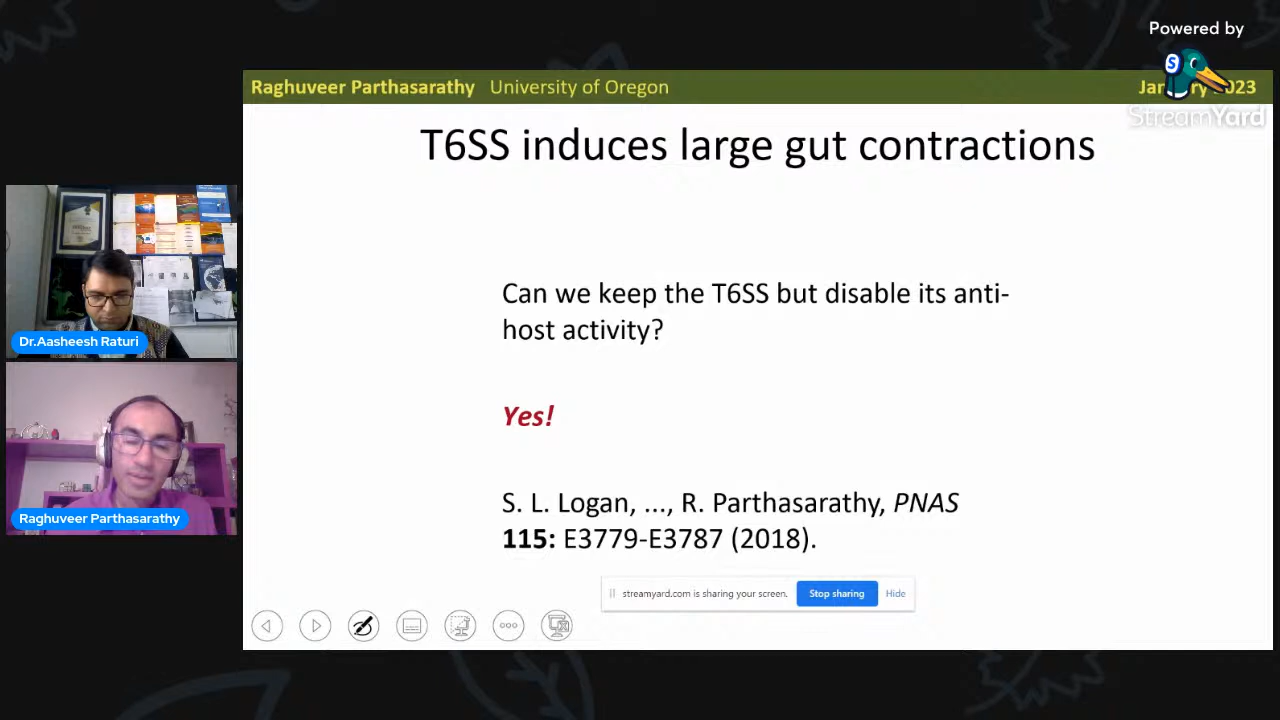 Powered by
StreamYard
Raghuveer Parthasarathy University of Oregon
T6SS induces large gut contractions
Can we keep the T6SS but disable its anti-
host activity?
Yes!
S. L. Logan, ..., R. Parthasarathy, PNAS
115: E3779-E3787 (2018).
streamyard.com is sharing your screen. Stop sharing Hide
Dr.Aasheesh Raturi
Raghuveer Parthasarathy